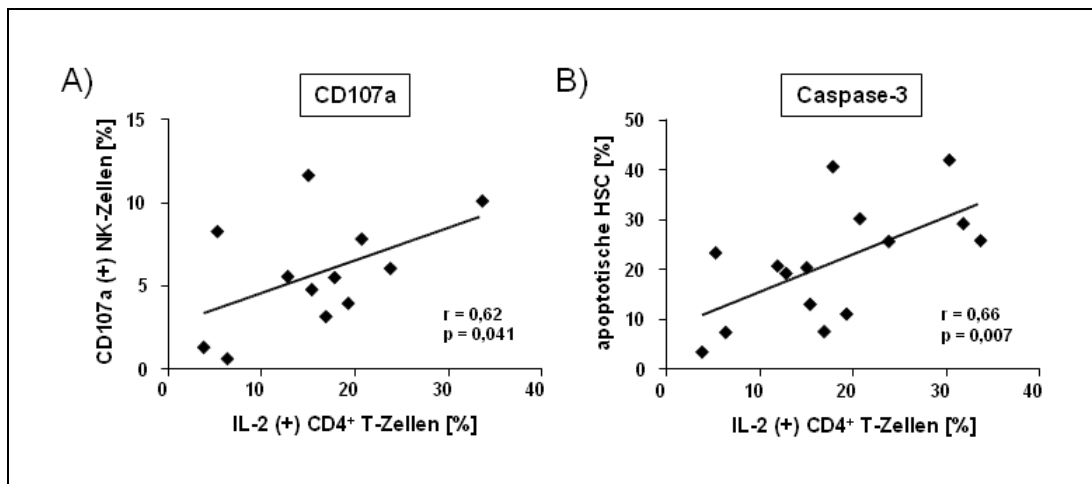 A)
CD107a
CD107a (+) NK-Zellen [%]
15
10
5
0
0 10 20 30 40
r = 0,62
p = 0,041
IL-2 (+) CD4⁺ T-Zellen [%]
B)
Caspase-3
apoptotische HSC [%]
50
40
30
20
10
0
0 10 20 30 40
r = 0,66
p = 0,007
IL-2 (+) CD4⁺ T-Zellen [%]